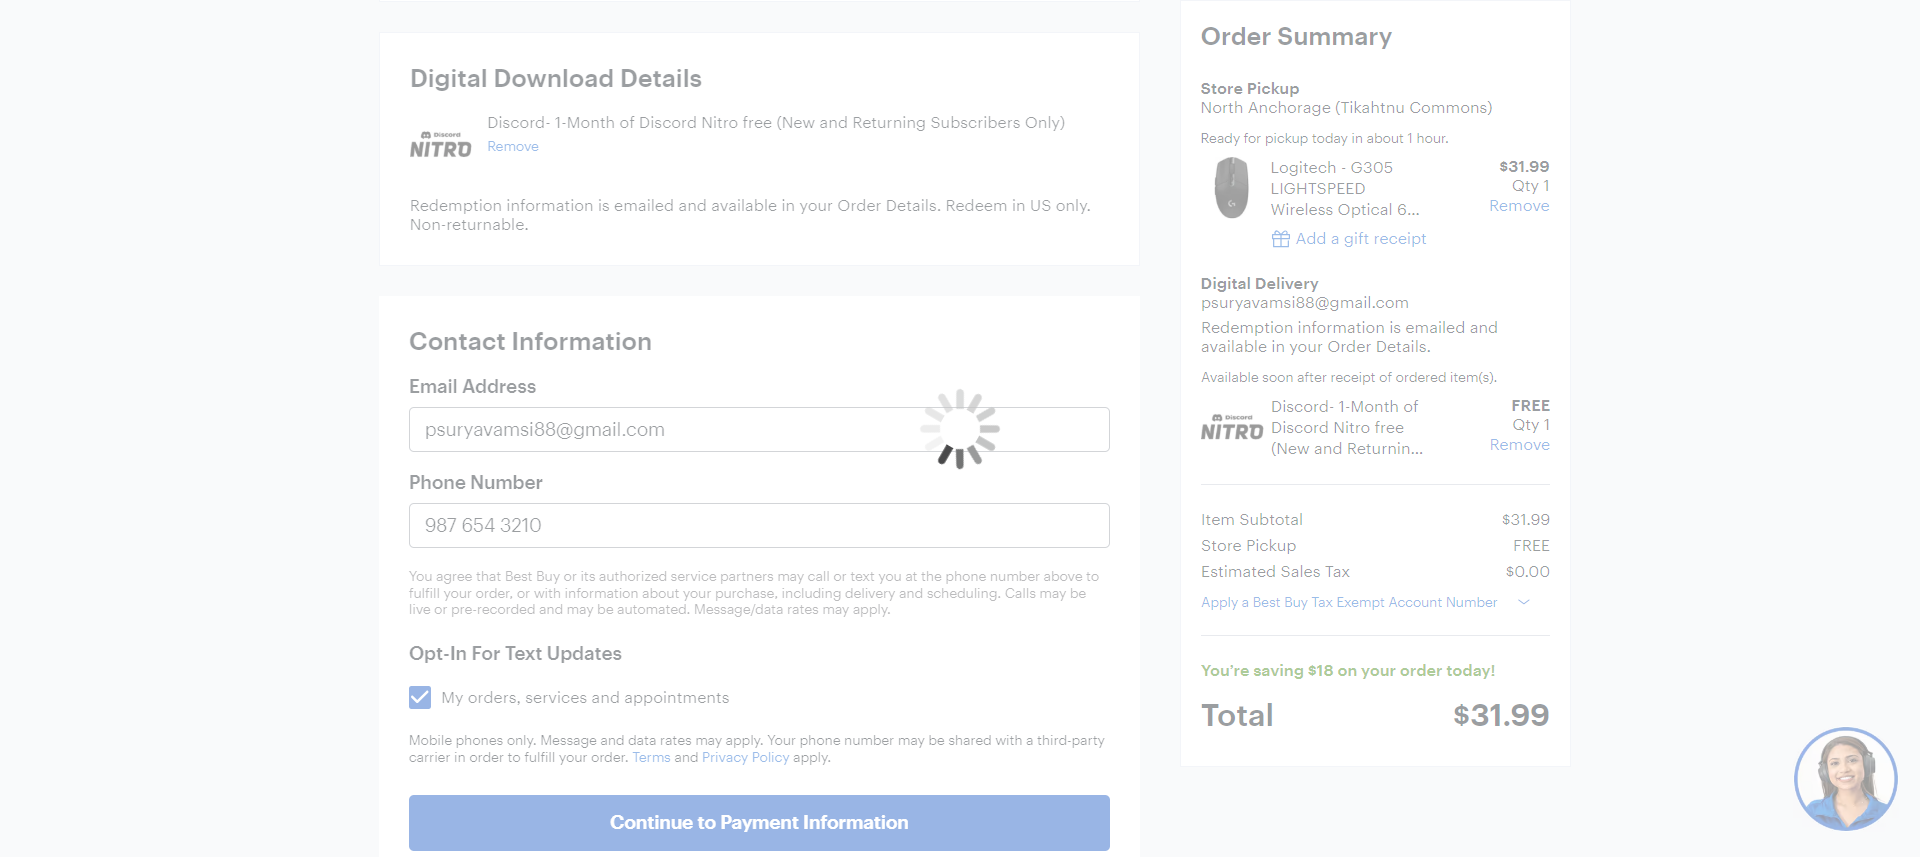 Digital Download Details
Discord
NITRO
Discord- 1-Month of Discord Nitro free (New and Returning Subscribers Only)
Remove
Redemption information is emailed and available in your Order Details. Redeem in US only.
Non-returnable.
Contact Information
Email Address
psuryavamsi88@gmail.com
Phone Number
987 654 3210
You agree that Best Buy or its authorized service partners may call or text you at the phone number above to
fulfill your order, or with information about your purchase, including delivery and scheduling. Calls may be
live or pre-recorded and may be automated. Message/data rates may apply.
Opt-In For Text Updates
My orders, services and appointments
Mobile phones only. Message and data rates may apply. Your phone number may be shared with a third-party
carrier in order to fulfill your order. Terms and Privacy Policy apply.
Continue to Payment Information
Order Summary
Store Pickup
North Anchorage (Tikahtnu Commons)
Ready for pickup today in about 1 hour.
Logitech - G305 $31.99
LIGHTSPEED Qty 1
Wireless Optical 6... Remove
Add a gift receipt
Digital Delivery
psuryavamsi88@gmail.com
Redemption information is emailed and
available in your Order Details.
Available soon after receipt of ordered item(s).
Discord
NITRO
Discord- 1-Month of FREE
Discord Nitro free Qty 1
(New and Returnin... Remove
Item Subtotal $31.99
Store Pickup FREE
Estimated Sales Tax $0.00
Apply a Best Buy Tax Exempt Account Number
You're saving $18 on your order today!
Total $31.99